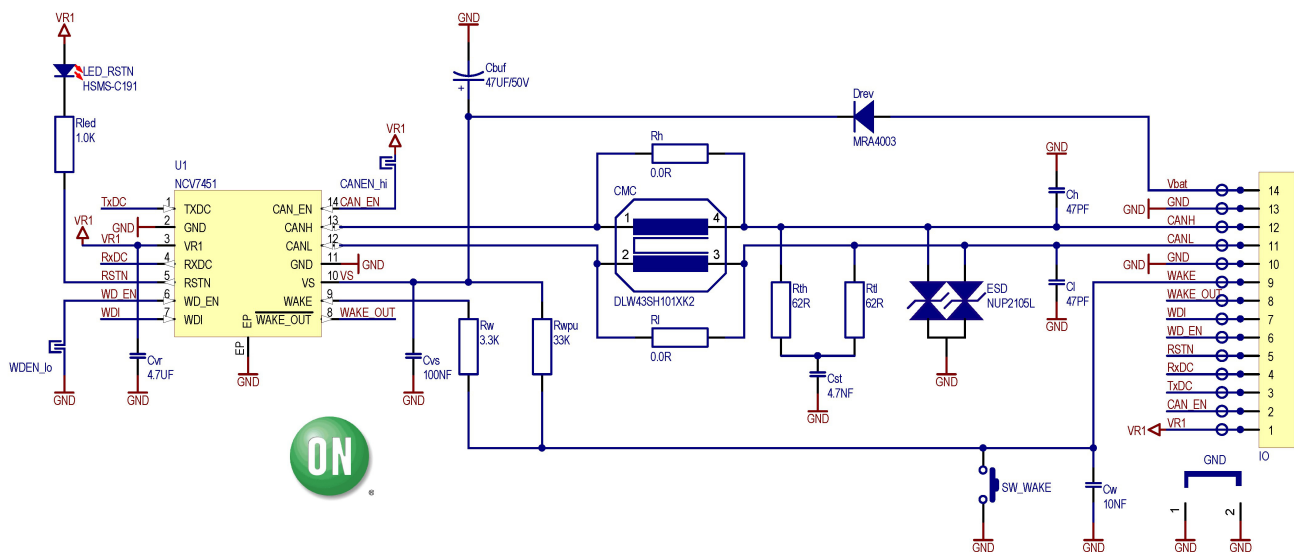 VR1
LED_RSTN
HSMS-C191
Rled
1.0K
U1
NCV7451
TxDC
GND
VR1
VR1
RxDC
RSTN
WD_EN
WDI
1 TXDC
2 GND
3 VR1
4 RXDC
5 RSTN
6 WD_EN
7 WDI
CAN_EN 14
CANH 13
CANL 12
GND 11
VS 10
WAKE 9
WAKE_OUT 8
EP
EP
GND
CAN_EN
GND
VS
WAKE_OUT
VR1
CANEN_hi
WDEN_lo
GND
Cvr
4.7UF
GND
ON
®
GND
Cbuf
47UF/50V
+
Cvs
100NF
GND
Rw
3.3K
Rwpu
33K
Rh
0.0R
CMC
1
4
2
3
DLW43SH101XK2
Rl
0.0R
Drev
MRA4003
Rth
62R
Rtl
62R
Cst
4.7NF
GND
ESD
NUP2105L
GND
GND
Ch
47PF
Cl
47PF
GND
SW_WAKE
GND
Cw
10NF
GND
Vbat 14
GND GND 13
CANH 12
CANL 11
GND GND 10
WAKE 9
WAKE_OUT 8
WDI 7
WD_EN 6
RSTN 5
RxDC 4
TxDC 3
CAN_EN 2
VR1 VR1 1
IO
GND
1
2
GND
GND